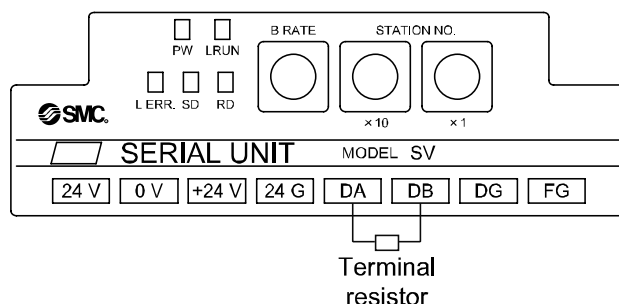 PW LRUN
B RATE
STATION NO.
L ERR. SD RD
×10
×1
SMC
SERIAL UNIT MODEL SV
24 V 0 V +24 V 24 G DA DB DG FG
Terminal
resistor